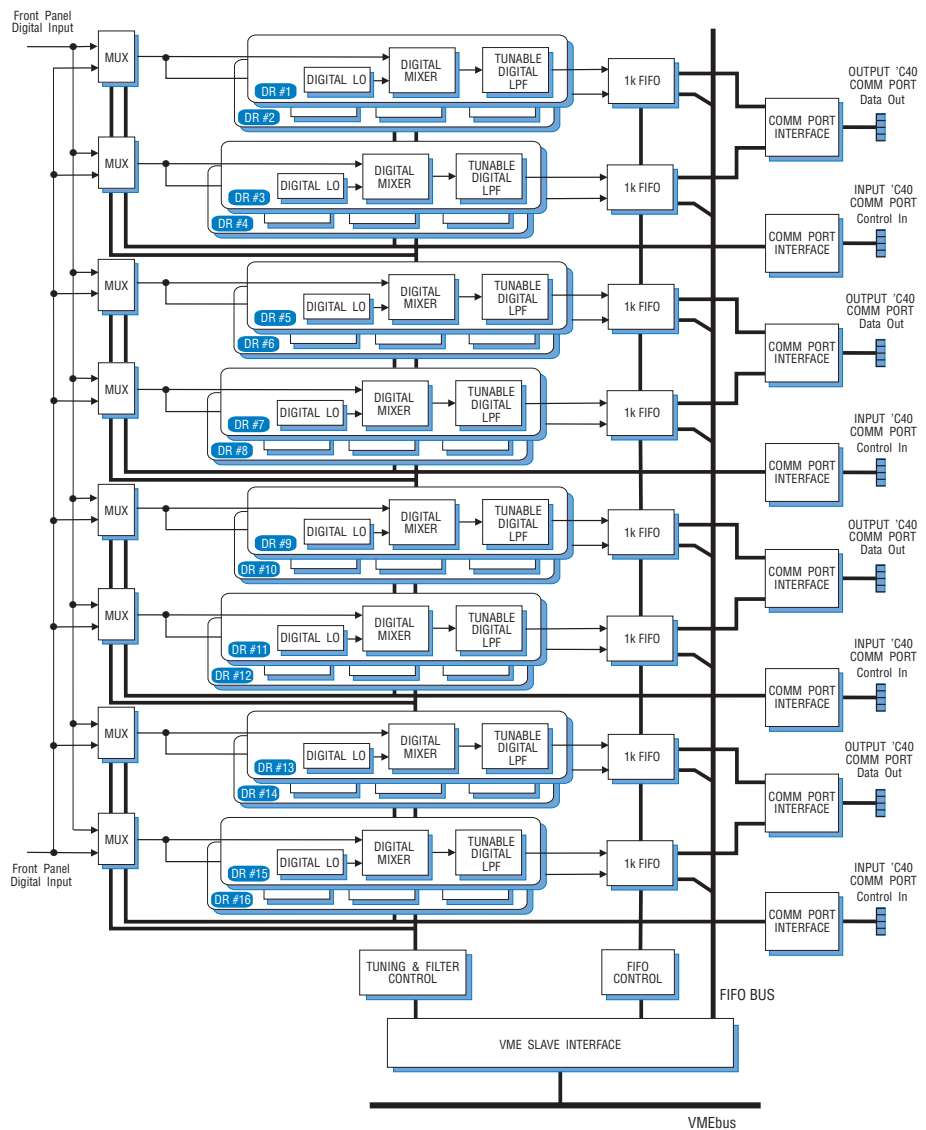 Front Panel
Digital Input
MUX
DIGITAL LO
DIGITAL
MIXER
TUNABLE
DIGITAL
LPF
DR #1
DR #2
1k FIFO
OUTPUT 'C40
COMM PORT
Data Out
COMM PORT
INTERFACE
MUX
DIGITAL LO
DIGITAL
MIXER
TUNABLE
DIGITAL
LPF
DR #3
DR #4
1k FIFO
INPUT 'C40
COMM PORT
Control In
COMM PORT
INTERFACE
MUX
DIGITAL LO
DIGITAL
MIXER
TUNABLE
DIGITAL
LPF
DR #5
DR #6
1k FIFO
OUTPUT 'C40
COMM PORT
Data Out
COMM PORT
INTERFACE
MUX
DIGITAL LO
DIGITAL
MIXER
TUNABLE
DIGITAL
LPF
DR #7
DR #8
1k FIFO
INPUT 'C40
COMM PORT
Control In
COMM PORT
INTERFACE
MUX
DIGITAL LO
DIGITAL
MIXER
TUNABLE
DIGITAL
LPF
DR #9
DR #10
1k FIFO
OUTPUT 'C40
COMM PORT
Data Out
COMM PORT
INTERFACE
MUX
DIGITAL LO
DIGITAL
MIXER
TUNABLE
DIGITAL
LPF
DR #11
DR #12
1k FIFO
INPUT 'C40
COMM PORT
Control In
COMM PORT
INTERFACE
MUX
DIGITAL LO
DIGITAL
MIXER
TUNABLE
DIGITAL
LPF
DR #13
DR #14
1k FIFO
OUTPUT 'C40
COMM PORT
Data Out
COMM PORT
INTERFACE
MUX
DIGITAL LO
DIGITAL
MIXER
TUNABLE
DIGITAL
LPF
DR #15
DR #16
1k FIFO
Front Panel
Digital Input
INPUT 'C40
COMM PORT
Control In
COMM PORT
INTERFACE
TUNING & FILTER
CONTROL
FIFO
CONTROL
FIFO BUS
VME SLAVE INTERFACE
VMEbus